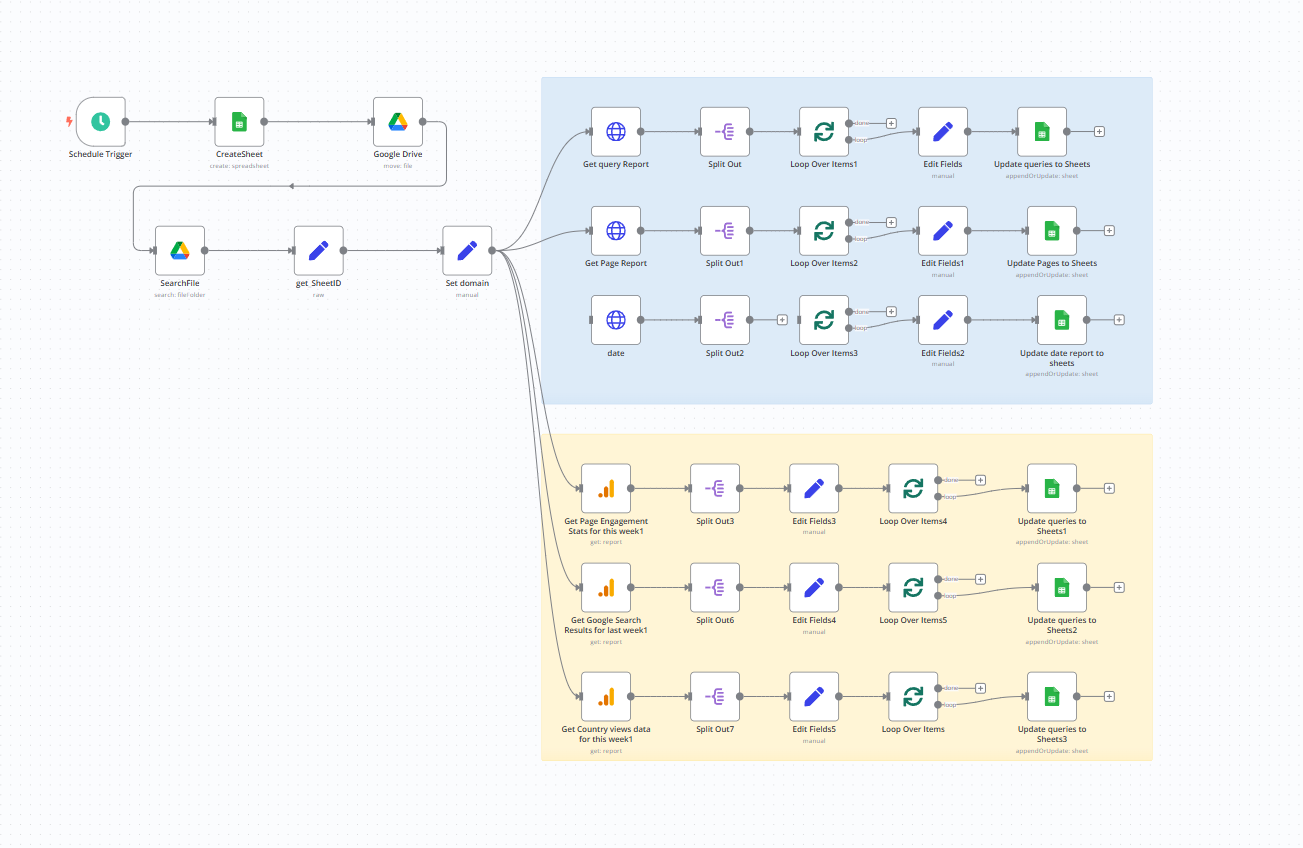 Schedule Trigger
CreateSheet
create: spreadsheet
Google Drive
move: file
SearchFile
search: fileFolder
get SheetID
raw
Set domain
manual
Get query Report
Split Out
Loop Over Items1
done
loop
Edit Fields
manual
Update queries to Sheets
appendOrUpdate: sheet
Get Page Report
Split Out1
Loop Over Items2
done
loop
Edit Fields1
manual
Update Pages to Sheets
appendOrUpdate: sheet
date
Split Out2
Loop Over Items3
done
loop
Edit Fields2
manual
Update date report to
sheets
appendOrUpdate: sheet
Get Page Engagement
Stats for this week1
get: report
Split Out3
Edit Fields3
manual
Loop Over Items4
done
loop
Update queries to
Sheets1
appendOrUpdate: sheet
Get Google Search
Results for last week1
get: report
Split Out6
Edit Fields4
manual
Loop Over Items5
done
loop
Update queries to
Sheets2
appendOrUpdate: sheet
Get Country views data
for this week1
get: report
Split Out7
Edit Fields5
manual
Loop Over Items
done
loop
Update queries to
Sheets3
appendOrUpdate: sheet